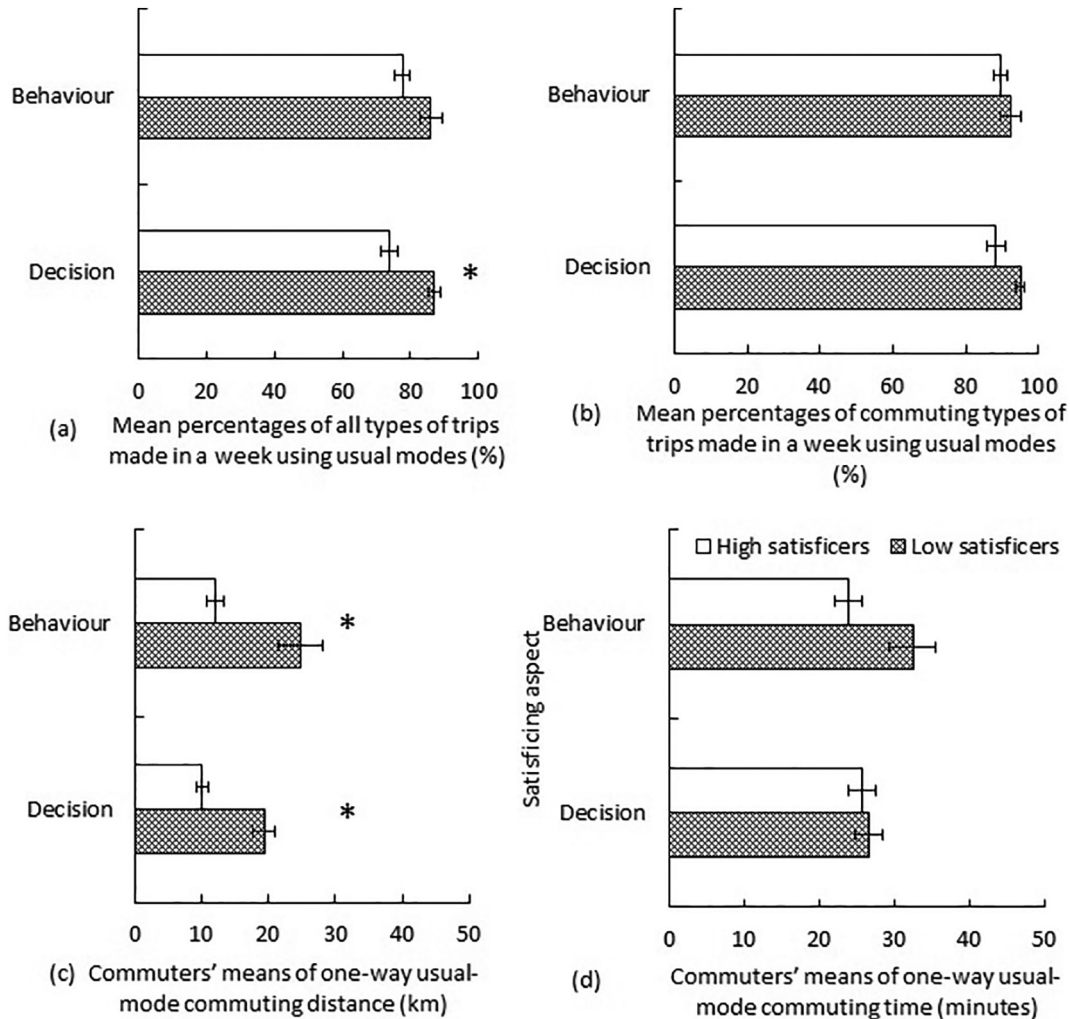 Behaviour
Decision
*
0 20 40 60 80 100
(a) Mean percentages of all types of trips
made in a week using usual modes (%)
Behaviour
Decision
0 20 40 60 80 100
(b) Mean percentages of commuting types of
trips made in a week using usual modes
(%)
Behaviour
*
Decision
*
0 10 20 30 40 50
(c) Commuters' means of one-way usual-
mode commuting distance (km)
High satisficers Low satisficers
Satisficing aspect
Behaviour
Decision
0 10 20 30 40 50
(d) Commuters' means of one-way usual-
mode commuting time (minutes)